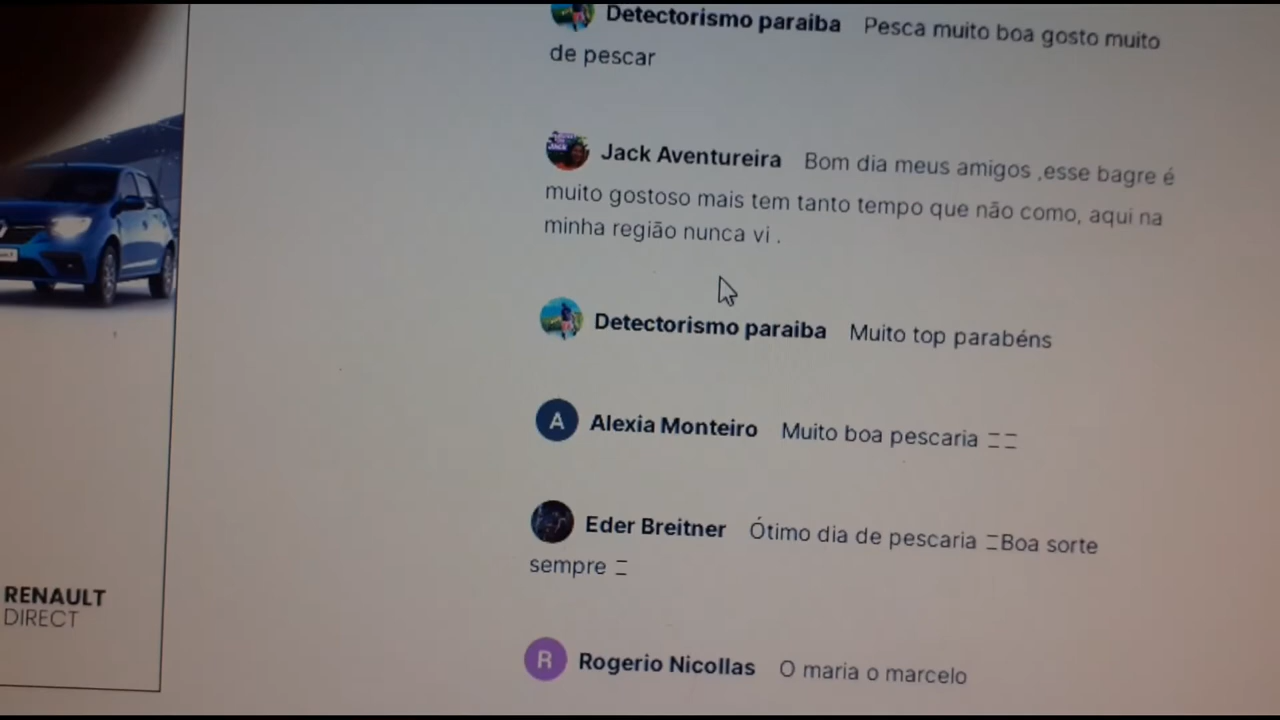 Detectorismo paraiba Pesca muito boa gosto muito
de pescar
Jack Aventureira Bom dia meus amigos ,esse bagre é
muito gostoso mais tem tanto tempo que não como, aqui na
minha região nunca vi .
Detectorismo paraiba Muito top parabéns
A Alexia Monteiro Muito boa pescaria
Eder Breitner Ótimo dia de pescaria Boa sorte
sempre
R Rogerio Nicollas O maria o marcelo
RENAULT
DIRECT